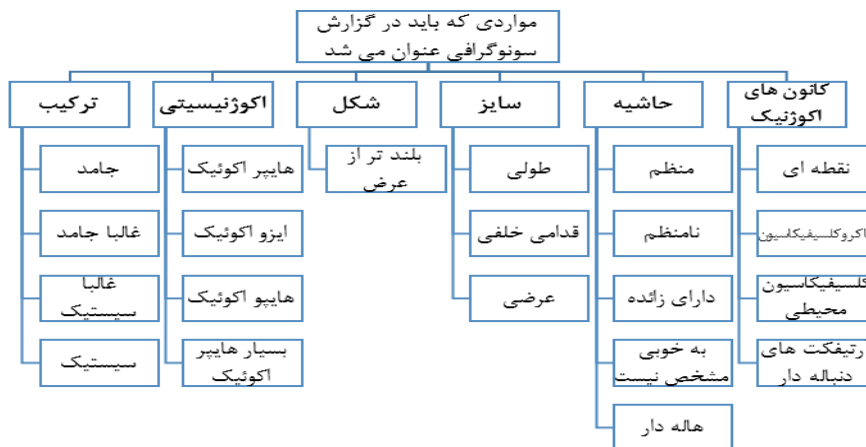 مواردی که باید در گزارش
سونوگرافی عنوان می شد
کانون های
اکوژنیک
حاشیه
سایز
شکل
اکوژنیسیتی
ترکیب
نقطه ای
اکروکلسیفیکاسیون
کلسیفیکاسیون
محیطی
رتیفکت های
دنباله دار
منظم
نامنظم
دارای زائده
به خوبی
مشخص نیست
هاله دار
طولی
قدامی خلفی
عرضی
بلند تر از
عرض
هایپر اکوئیک
ایزو اکوئیک
هایپو اکوئیک
بسیار هایپر
اکوئیک
جامد
غالبا جامد
غالبا
سیستیک
سیستیک